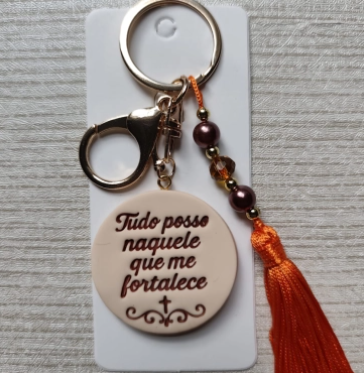 Tudo posso
naquele
que me
fortalece